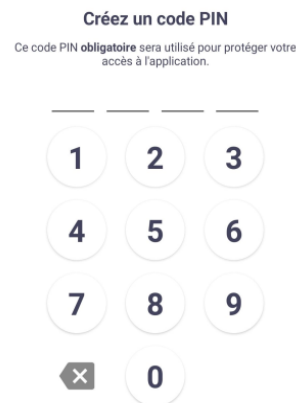 Créez un code PIN
Ce code PIN obligatoire sera utilisé pour protéger votre
accès à l'application.
1 2 3
4 5 6
7 8 9
0